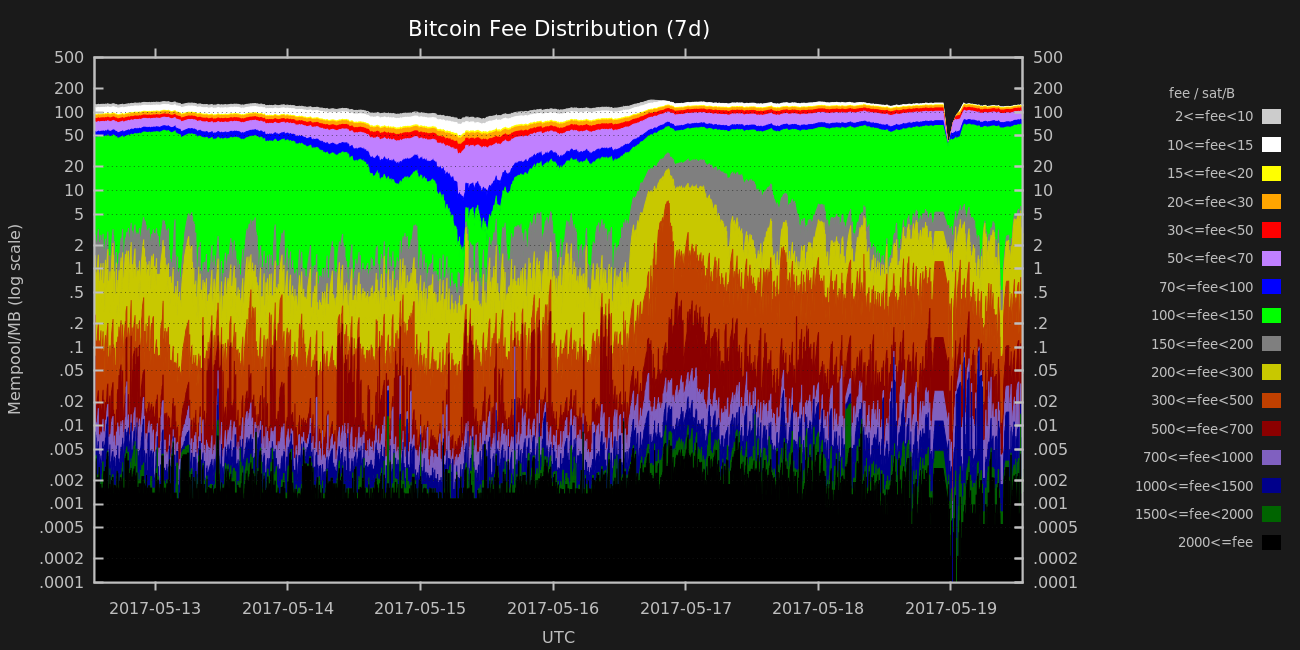 Bitcoin Fee Distribution (7d)
Mempool/MB (log scale)
500
200
100
50
20
10
5
2
1
.5
.2
.1
.05
.02
.01
.005
.002
.001
.0005
.0002
.0001
500
200
100
50
20
10
5
2
1
.5
.2
.1
.05
.02
.01
.005
.002
.001
.0005
.0002
.0001
2017-05-13 2017-05-14 2017-05-15 2017-05-16 2017-05-17 2017-05-18 2017-05-19
UTC
fee / sat/B
2<=fee<10
10<=fee<15
15<=fee<20
20<=fee<30
30<=fee<50
50<=fee<70
70<=fee<100
100<=fee<150
150<=fee<200
200<=fee<300
300<=fee<500
500<=fee<700
700<=fee<1000
1000<=fee<1500
1500<=fee<2000
2000<=fee